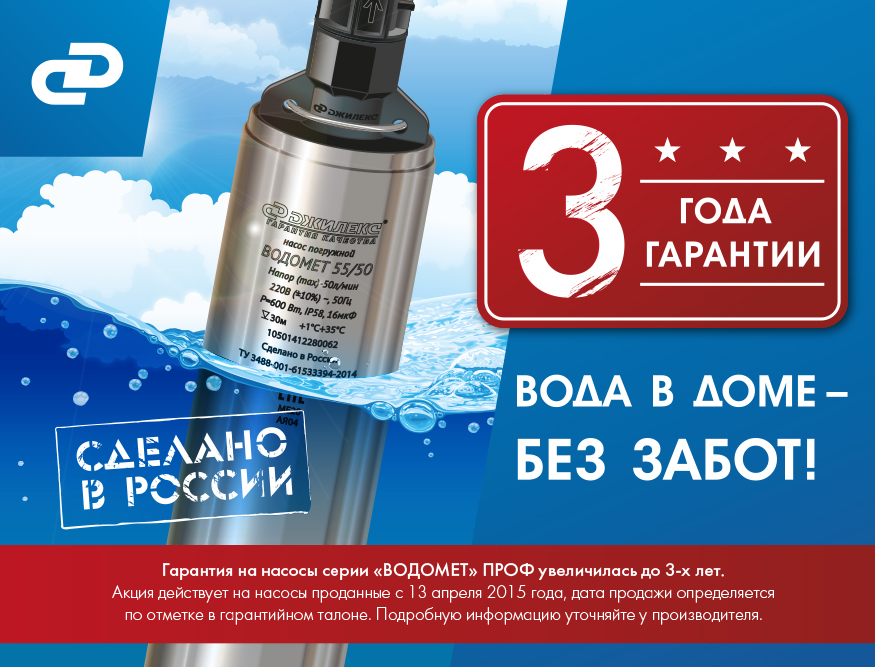 ДЖИЛЕКС
ДЖИЛЕКС®
ГАРАНТИЯ КАЧЕСТВА
насос погружной
ВОДОМЕТ 55/50
Напор (max) 50л/мин
220В (±10%) ~, 50Гц
P=600 Вт, IP58, 16мкФ
30м +1°C+35°C
10501412280062
Сделано в России
ТУ 3488-001-61533394-2014
АЯ04
3
ГОДА
ГАРАНТИИ
ВОДА В ДОМЕ –
БЕЗ ЗАБОТ!
СДЕЛАНО
В РОССИИ
Гарантия на насосы серии «ВОДОМЕТ» ПРОФ увеличилась до 3-х лет.
Акция действует на насосы проданные с 13 апреля 2015 года, дата продажи определяется
по отметке в гарантийном талоне. Подробную информацию уточняйте у производителя.